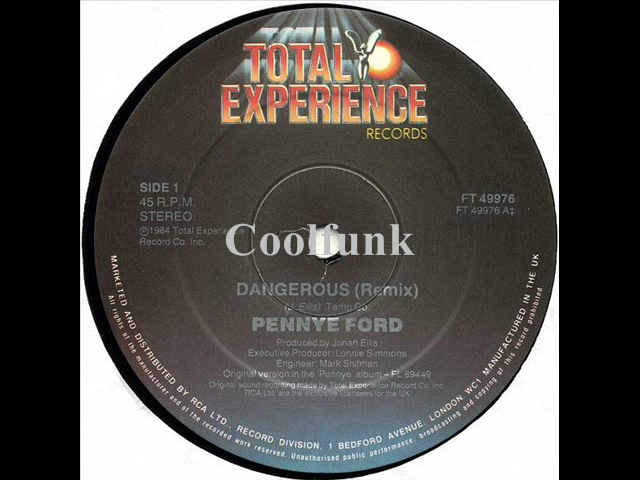 TOTAL
EXPERIENCE
RECORDS
SIDE 1
45 R.P.M.
STEREO
℗1984 Total Experience
Record Co. Inc.
FT 49976
FT 49976 A‡
Coolfunk
DANGEROUS (Remix)
(J. Ellis) Temp Co.
PENNYE FORD
Produced by Jonah Ellis
Executive Producer: Lonnie Simmons
Engineer: Mark Shifman
Original version in the 'Pennye' album – FL 89449
Original sound recording made by Total Experience Record Co. Inc.
RCA Ltd. are the exclusive licensees for the UK
MARKETED AND DISTRIBUTED BY RCA LTD., RECORD DIVISION, 1 BEDFORD AVENUE, LONDON WC1 MANUFACTURED IN THE UK
All rights of the manufacturer and of the owner of the recorded work reserved. Unauthorised public performance, broadcasting and copying of this record prohibited.